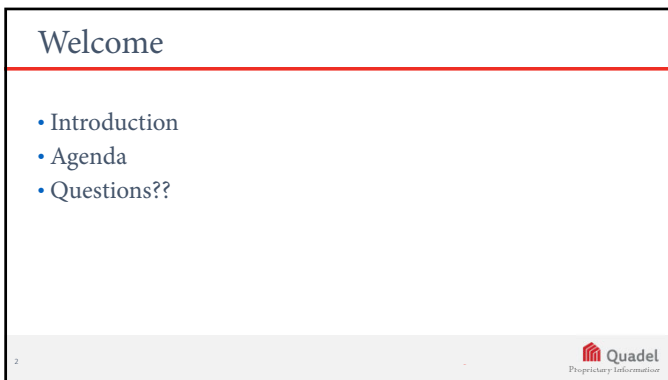 Welcome
• Introduction
• Agenda
• Questions??
2
Quadel
Proprietary Information